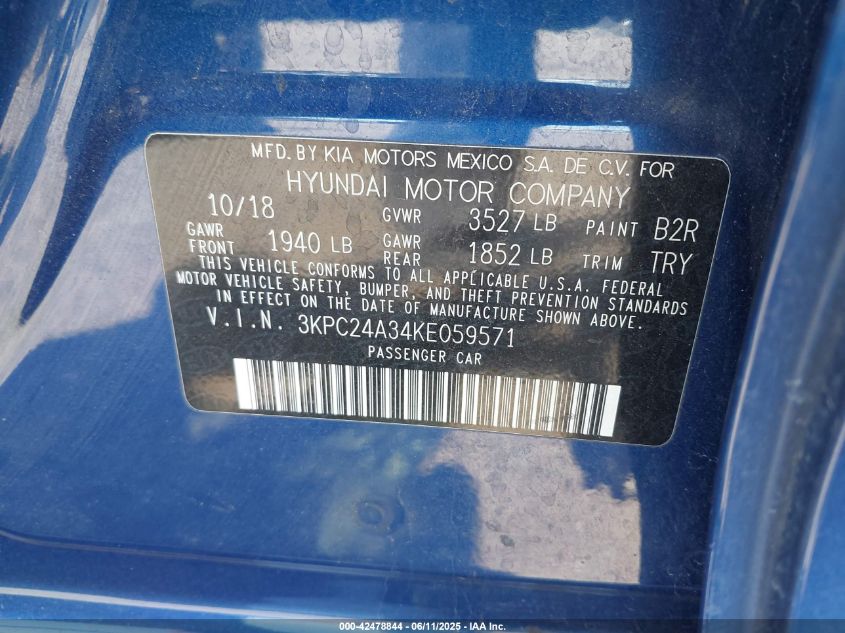 MFD. BY KIA MOTORS MEXICO S.A. DE C.V. FOR
HYUNDAI MOTOR COMPANY
10/18 GVWR 3527 LB PAINT B2R
GAWR FRONT 1940 LB GAWR REAR 1852 LB TRIM TRY
THIS VEHICLE CONFORMS TO ALL APPLICABLE U.S.A. FEDERAL
MOTOR VEHICLE SAFETY, BUMPER, AND THEFT PREVENTION STANDARDS
IN EFFECT ON THE DATE OF MANUFACTURE SHOWN ABOVE.
V.I.N. 3KPC24A34KE059571
PASSENGER CAR
000-42478844 - 06/11/2025 - IAA Inc.